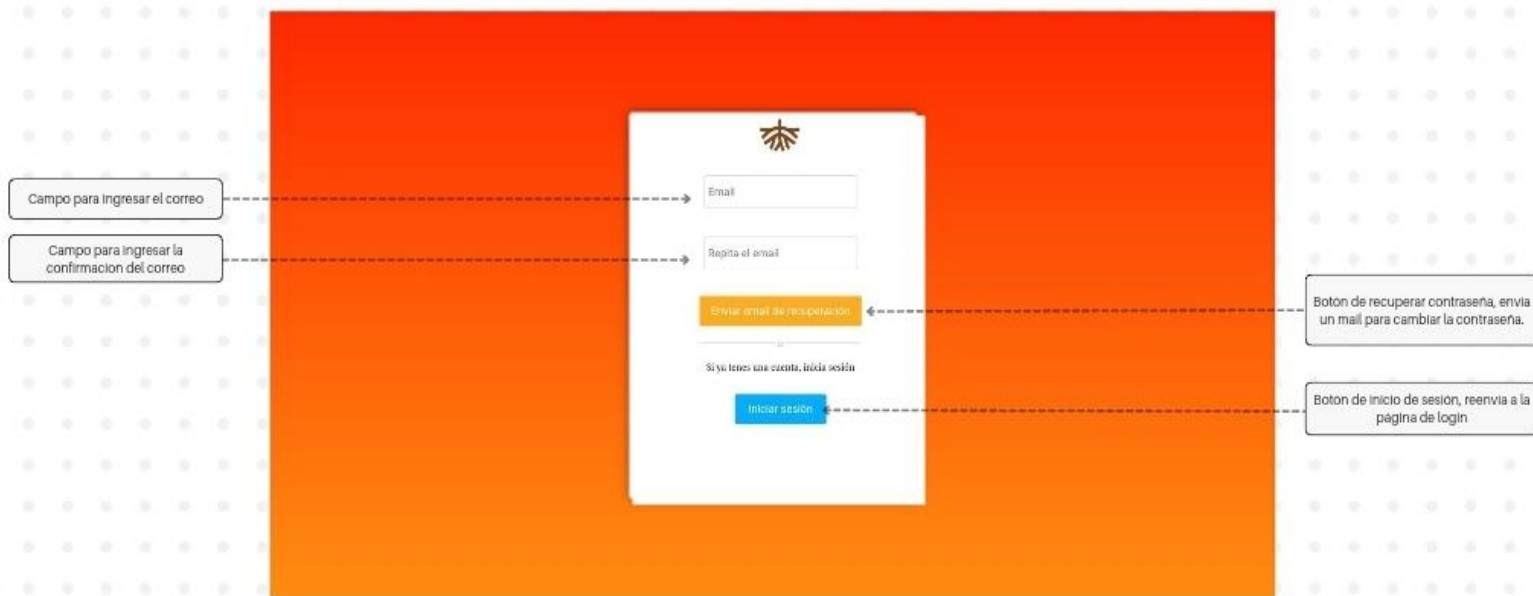 Campo para ingresar el correo
Campo para ingresar la
confirmacion del correo
Email
Repita el email
Enviar email de recuperación
o
Si ya tenes una cuenta, inicia sesión
Iniciar sesión
Botón de recuperar contraseña, envia
un mail para cambiar la contraseña.
Botón de inicio de sesión, reenvia a la
página de login